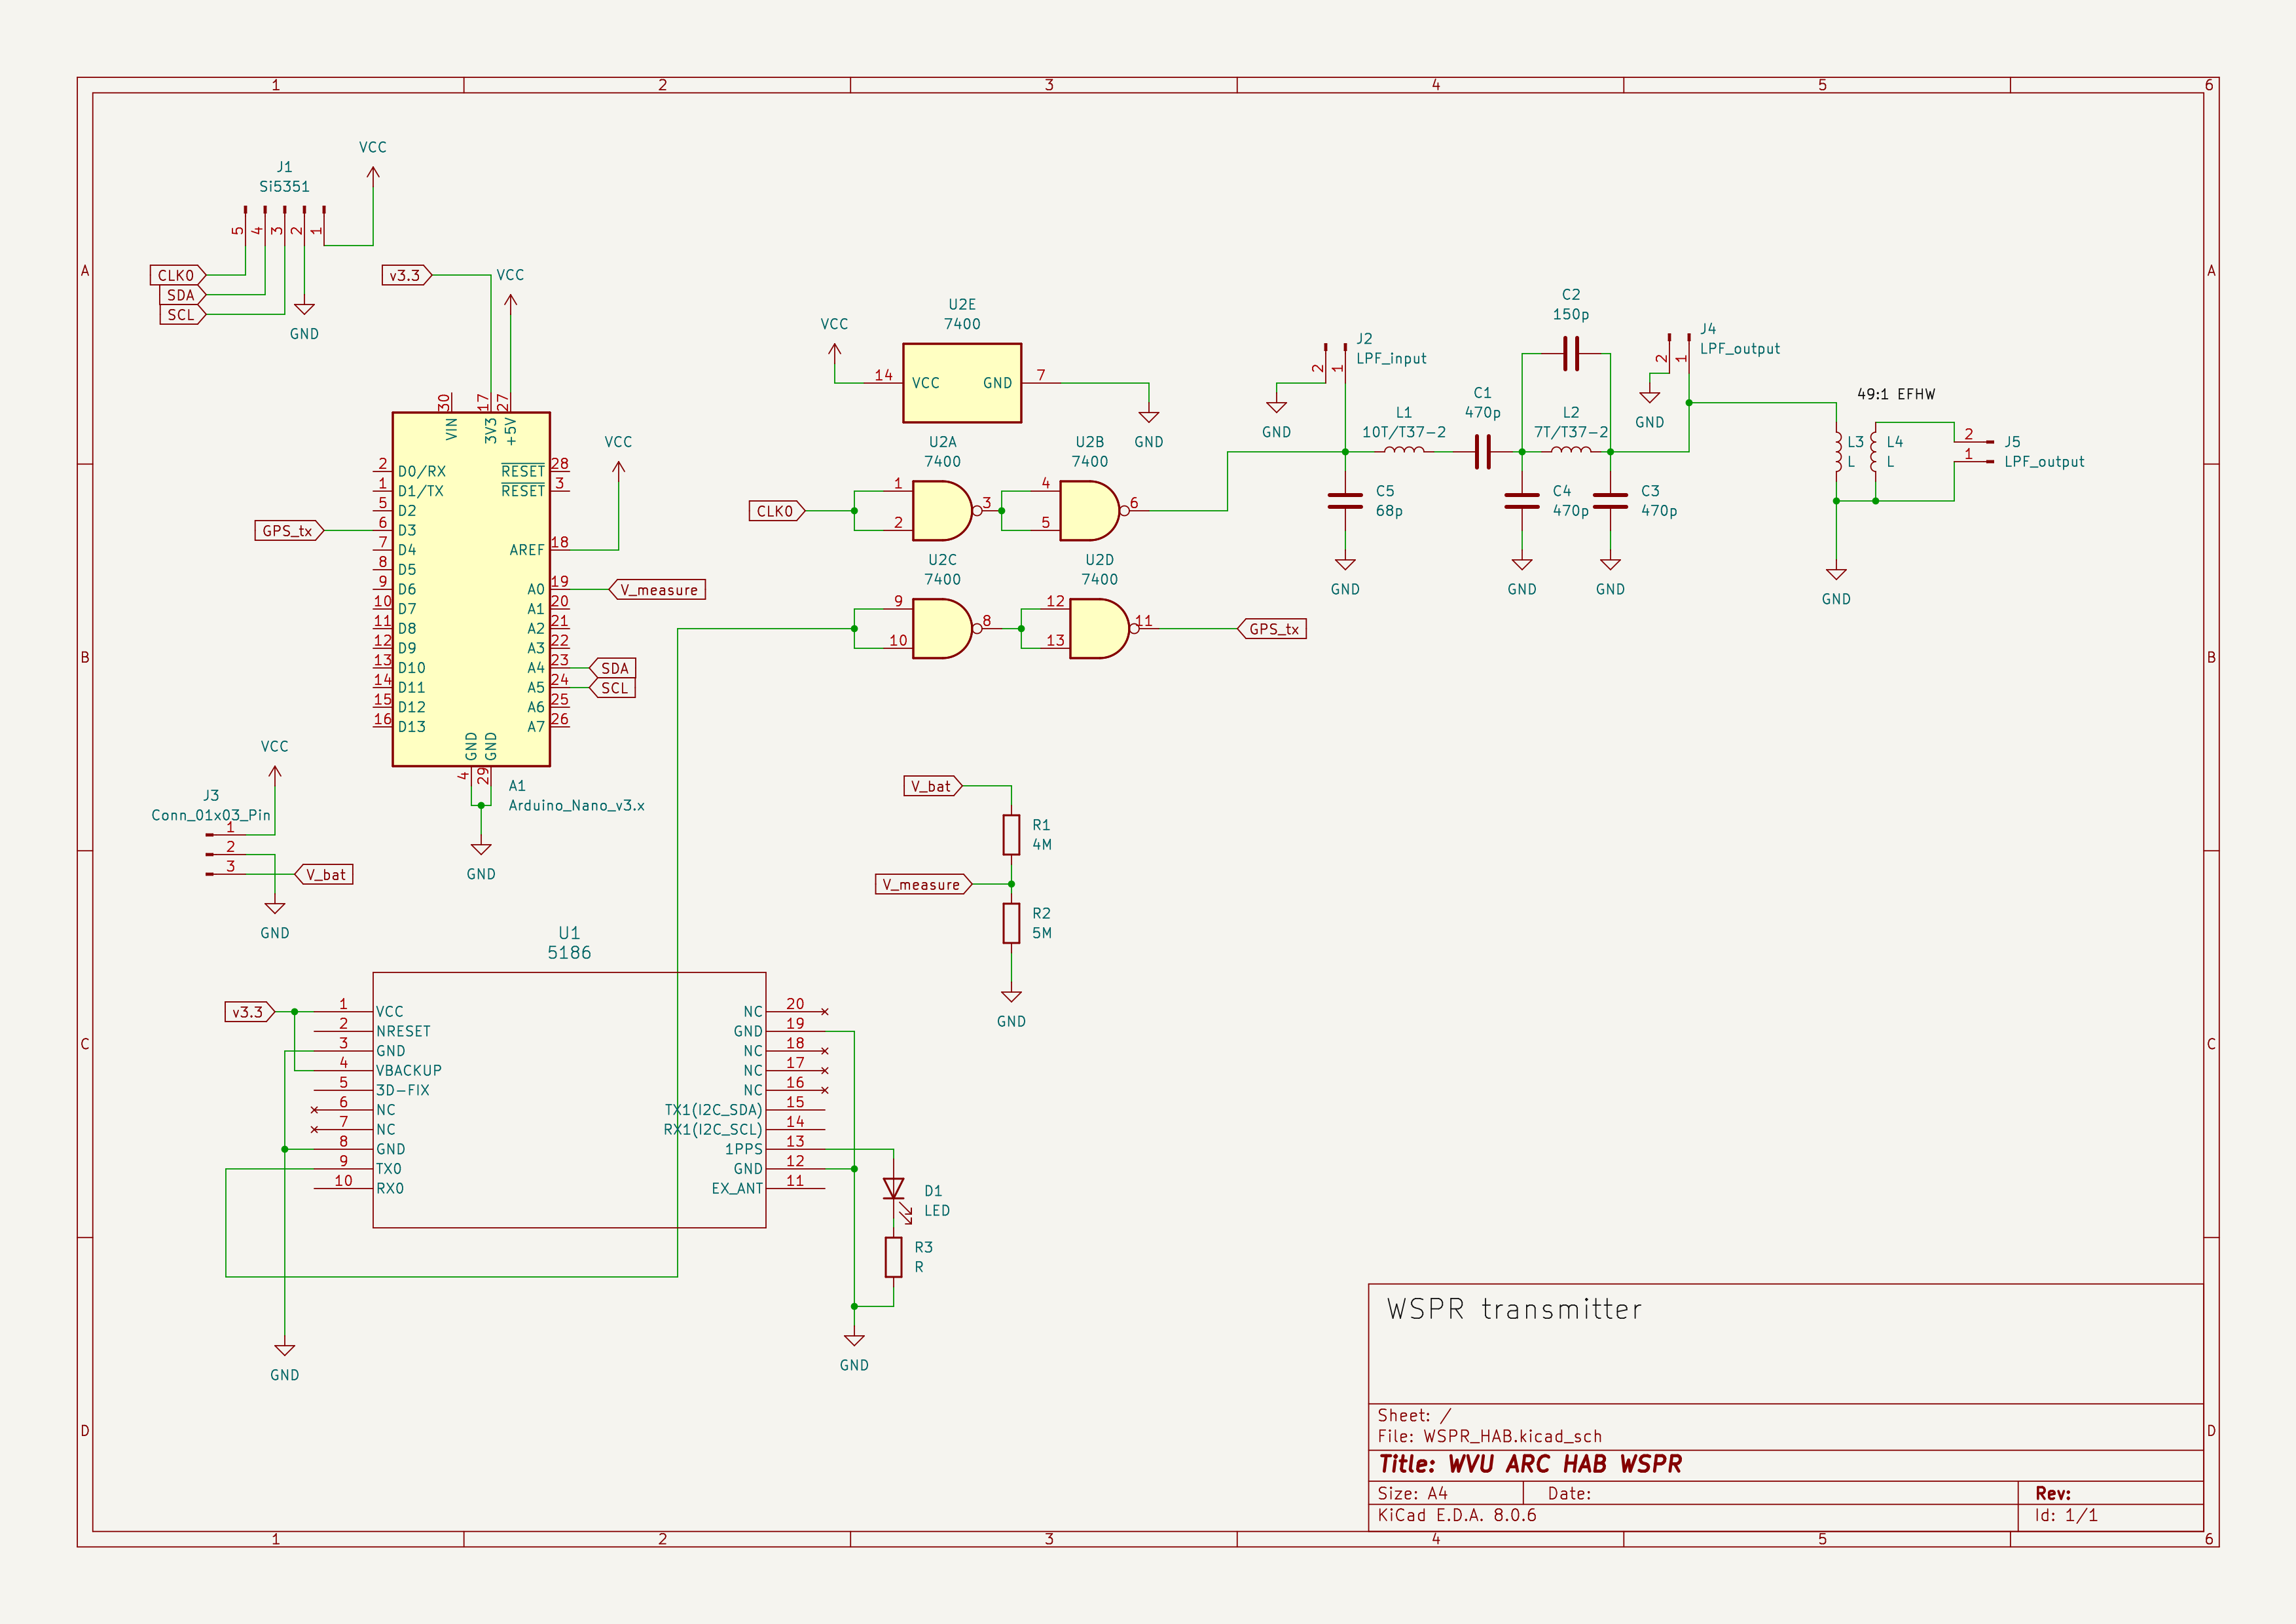 1 2 3 4 5 6
A A
B B
C C
D D
VCC
J1
Si5351
5 4 3 2 1
CLK0
SDA
SCL
GND
v3.3
VCC
30 17 27
VIN 3V3 +5V
2 D0/RX
1 D1/TX
5 D2
6 D3
7 D4
8 D5
9 D6
10 D7
11 D8
12 D9
13 D10
14 D11
15 D12
16 D13
RESET 28
RESET 3
AREF 18
A0 19
A1 20
A2 21
A3 22
A4 23
A5 24
A6 25
A7 26
GND GND
4 29
GPS_tx
VCC
V_measure
SDA
SCL
A1
Arduino_Nano_v3.x
GND
VCC
J3
Conn_01x03_Pin
1
2
3
V_bat
GND
VCC
U2E
7400
14 VCC GND 7
GND
U2A
7400
CLK0
1
2
3
U2B
7400
4
5
6
U2C
7400
9
10
8
U2D
7400
12
13
11
GPS_tx
J2
LPF_input
2 1
GND
L1
10T/T37-2
C1
470p
C2
150p
L2
7T/T37-2
C5
68p
GND
C4
470p
GND
C3
470p
GND
J4
LPF_output
2 1
GND
49:1 EFHW
L3
L
L4
L
2
1
J5
LPF_output
GND
V_bat
R1
4M
V_measure
R2
5M
GND
U1
5186
v3.3
1 VCC
2 NRESET
3 GND
4 VBACKUP
5 3D-FIX
6 NC
7 NC
8 GND
9 TX0
10 RX0
NC 20
GND 19
NC 18
NC 17
NC 16
TX1(I2C_SDA) 15
RX1(I2C_SCL) 14
1PPS 13
GND 12
EX_ANT 11
D1
LED
R3
R
GND
GND
WSPR transmitter
Sheet: /
File: WSPR_HAB.kicad_sch
Title: WVU ARC HAB WSPR
Size: A4 Date: Rev:
KiCad E.D.A. 8.0.6 Id: 1/1
1 2 3 4 5 6